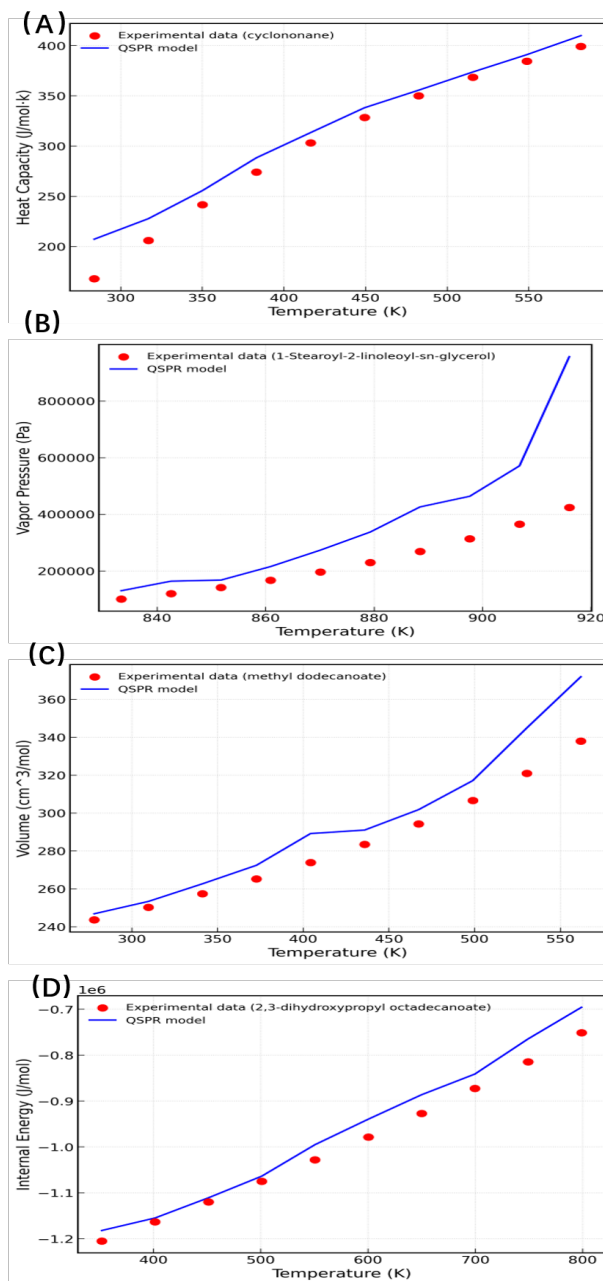 (A)
Experimental data (cyclononane)
QSPR model
400
350
300
250
200
Heat Capacity (J/mol·k)
300 350 400 450 500 550
Temperature (K)
(B)
Experimental data (1-Stearoyl-2-linoleoyl-sn-glycerol)
QSPR model
800000
600000
400000
200000
Vapor Pressure (Pa)
840 860 880 900 920
Temperature (K)
(C)
Experimental data (methyl dodecanoate)
QSPR model
360
340
320
300
280
260
240
Volume (cm^3/mol)
300 350 400 450 500 550
Temperature (K)
(D)
1e6
Experimental data (2,3-dihydroxypropyl octadecanoate)
QSPR model
−0.7
−0.8
−0.9
−1.0
−1.1
−1.2
Internal Energy (J/mol)
400 500 600 700 800
Temperature (K)